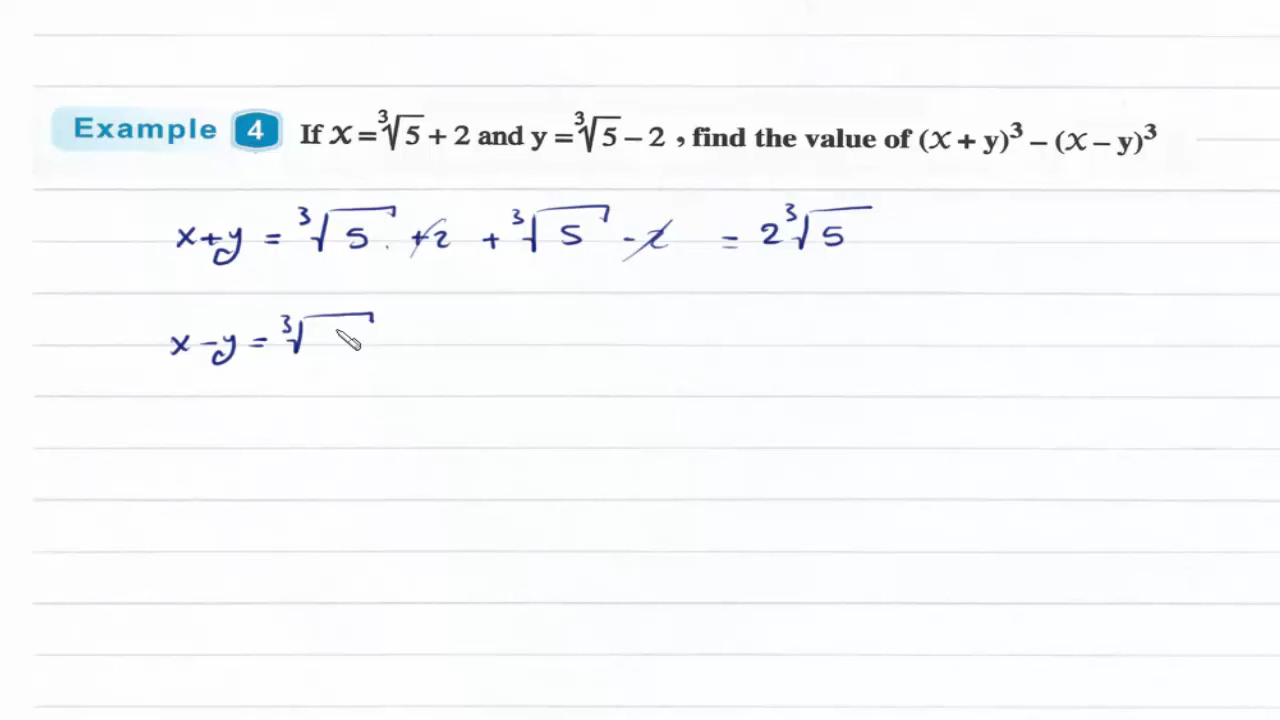 Example 4 If x = ∛5 + 2 and y = ∛5 – 2 , find the value of (x + y)³ – (x – y)³
x+y = ∛5 . +2 + ∛5 -2 = 2∛5
x-y = ∛